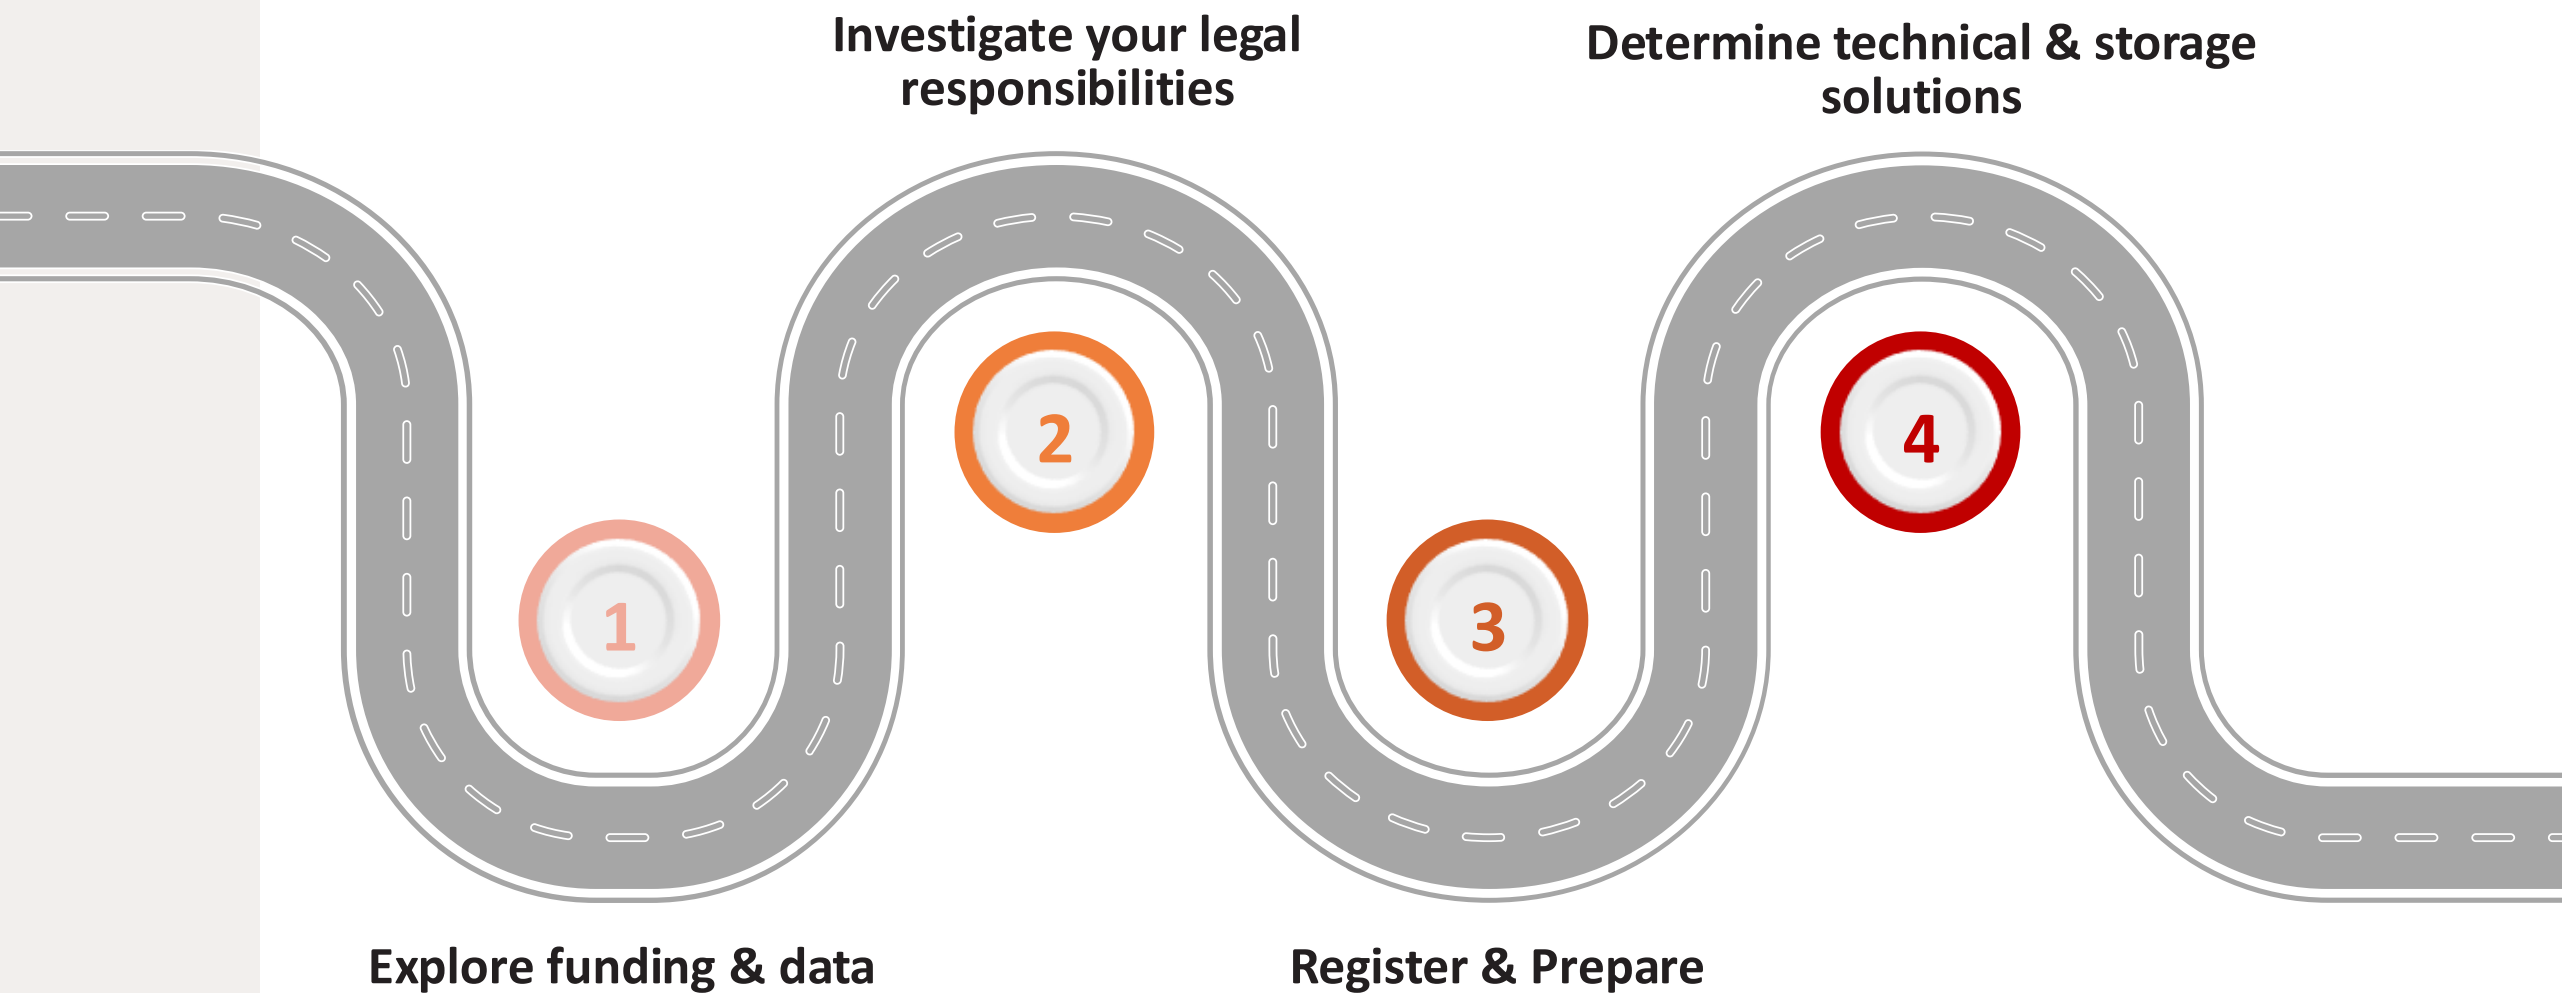 Investigate your legal
responsibilities
Determine technical & storage
solutions
2
4
1
3
Explore funding & data
Register & Prepare